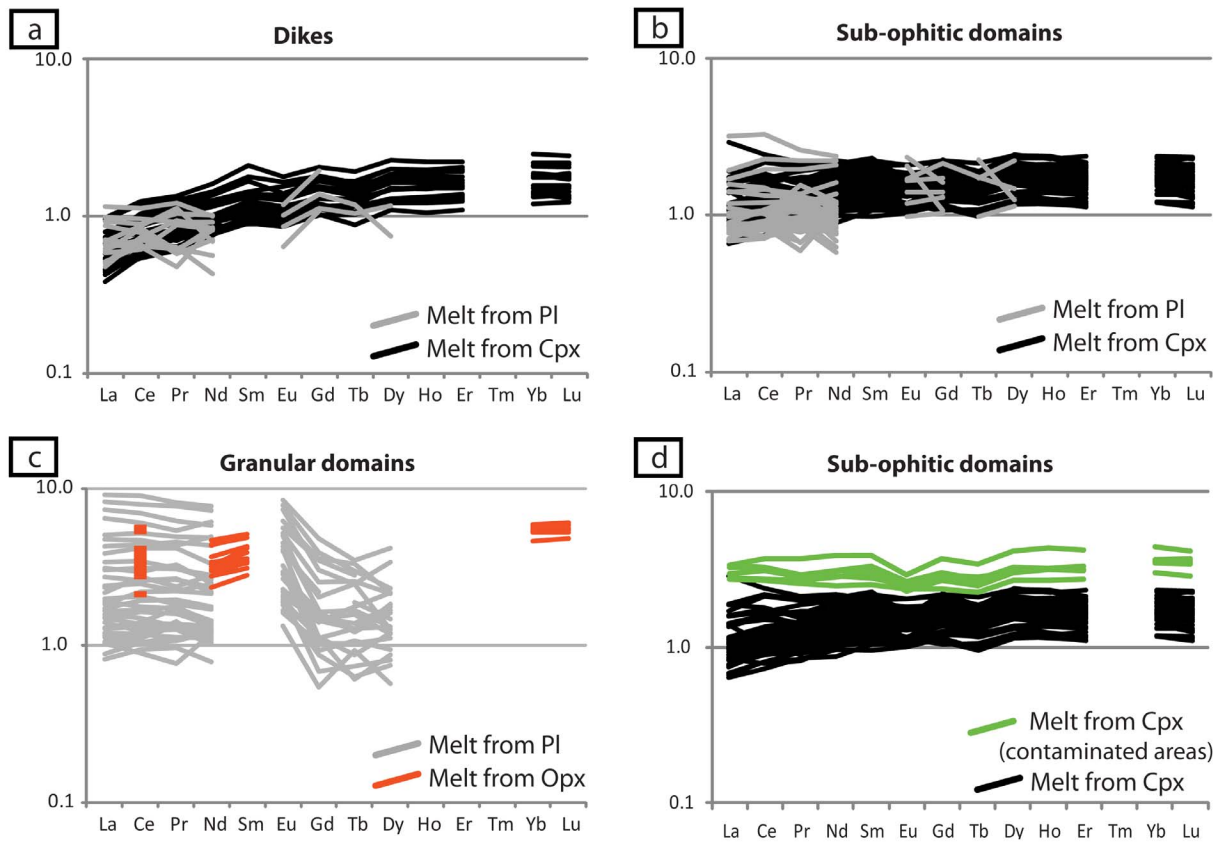 a
Dikes
10.0
1.0
0.1
Melt from Pl
Melt from Cpx
La Ce Pr Nd Sm Eu Gd Tb Dy Ho Er Tm Yb Lu
b
Sub-ophitic domains
10.0
1.0
0.1
Melt from Pl
Melt from Cpx
La Ce Pr Nd Sm Eu Gd Tb Dy Ho Er Tm Yb Lu
c
Granular domains
10.0
1.0
0.1
Melt from Pl
Melt from Opx
La Ce Pr Nd Sm Eu Gd Tb Dy Ho Er Tm Yb Lu
d
Sub-ophitic domains
10.0
1.0
0.1
Melt from Cpx
(contaminated areas)
Melt from Cpx
La Ce Pr Nd Sm Eu Gd Tb Dy Ho Er Tm Yb Lu